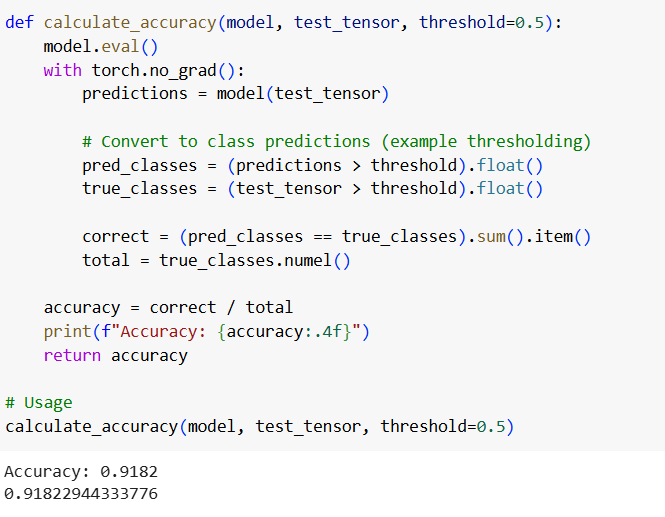 def calculate_accuracy(model, test_tensor, threshold=0.5):
    model.eval()
    with torch.no_grad():
        predictions = model(test_tensor)

        # Convert to class predictions (example thresholding)
        pred_classes = (predictions > threshold).float()
        true_classes = (test_tensor > threshold).float()

        correct = (pred_classes == true_classes).sum().item()
        total = true_classes.numel()

    accuracy = correct / total
    print(f"Accuracy: {accuracy:.4f}")
    return accuracy

# Usage
calculate_accuracy(model, test_tensor, threshold=0.5)
Accuracy: 0.9182
0.91822944333776